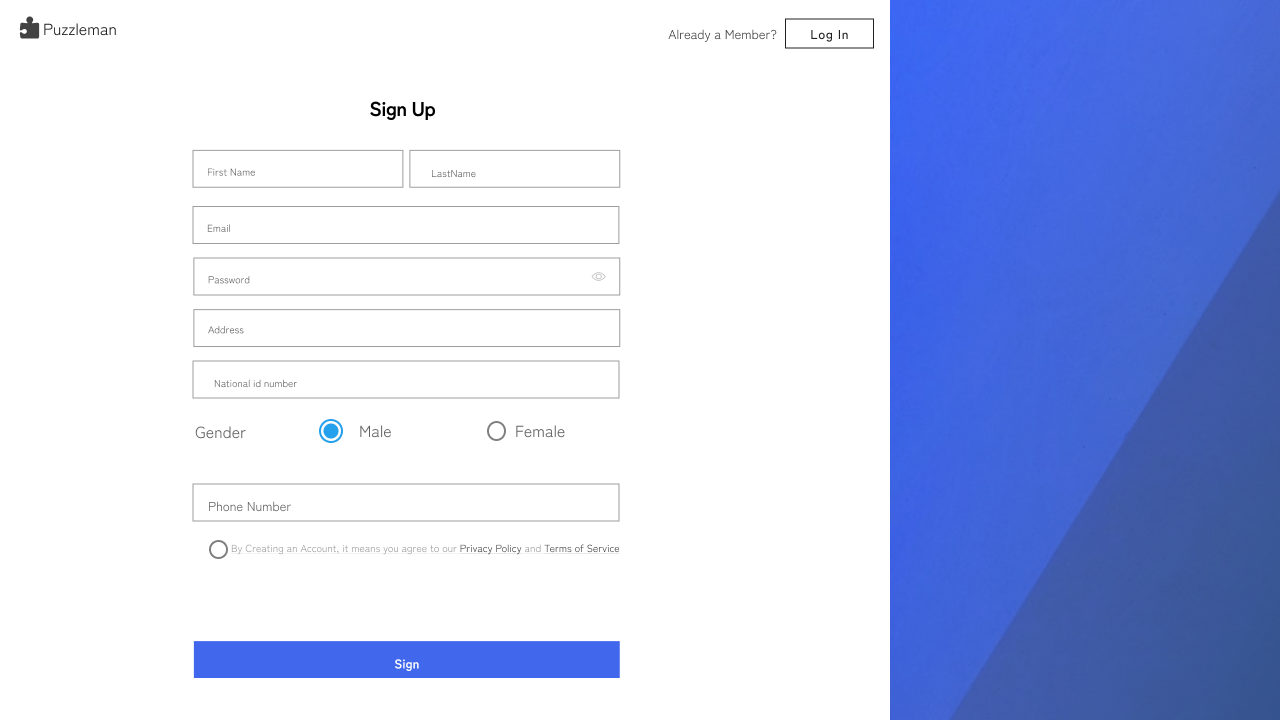 Puzzleman
Already a Member?
Log In
Sign Up
First Name
LastName
Email
Password
Address
National id number
Gender
Male
Female
Phone Number
By Creating an Account, it means you agree to our Privacy Policy and Terms of Service
Sign